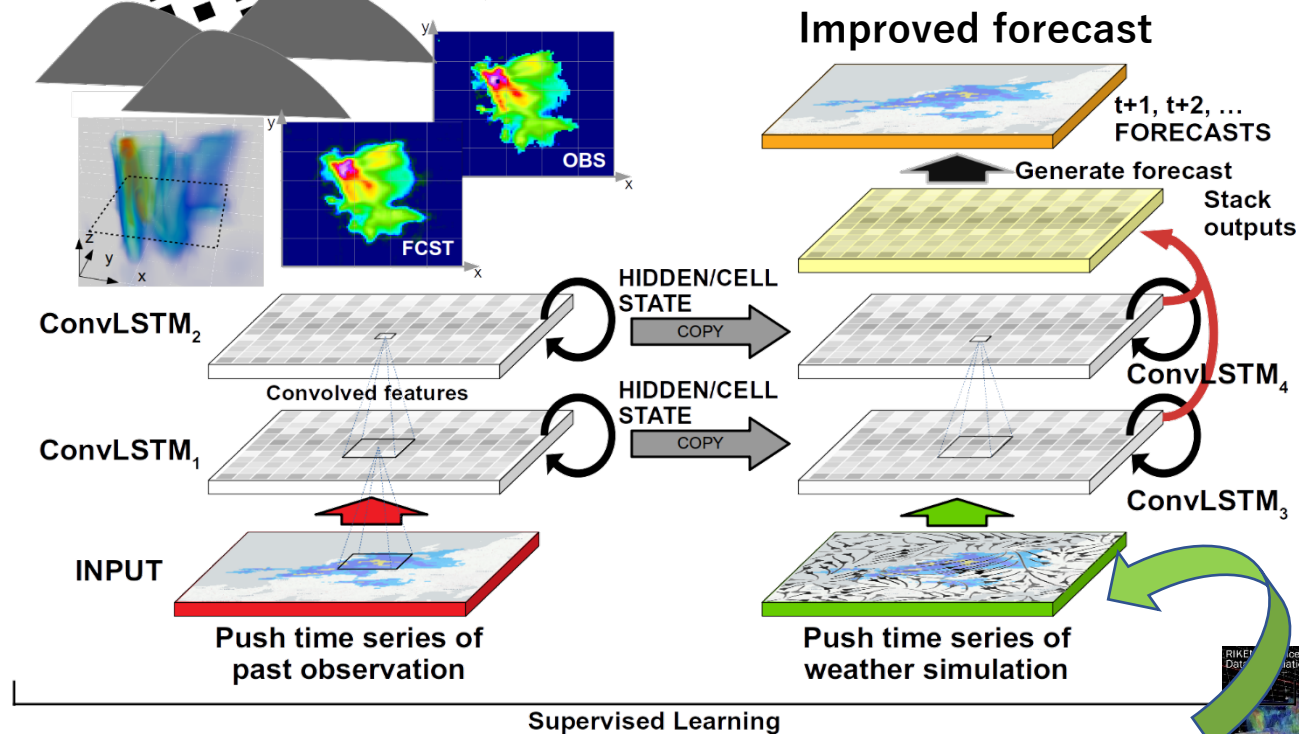 Improved forecast
y
OBS
x
y
FCST
x
z
y
x
t+1, t+2, …
FORECASTS
Generate forecast
Stack
outputs
ConvLSTM2
HIDDEN/CELL
STATE
COPY
ConvLSTM4
Convolved features
ConvLSTM1
HIDDEN/CELL
STATE
COPY
ConvLSTM3
INPUT
Push time series of
past observation
Push time series of
weather simulation
RIKEN
Data
Supervised Learning